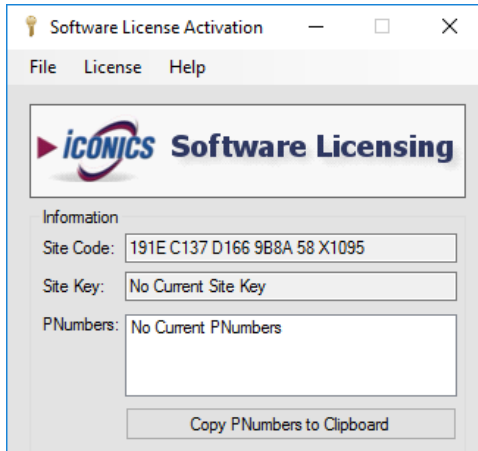 Software License Activation
File License Help
ICONICS Software Licensing
Information
Site Code: 191E C137 D166 9B8A 58 X1095
Site Key: No Current Site Key
PNumbers: No Current PNumbers
Copy PNumbers to Clipboard